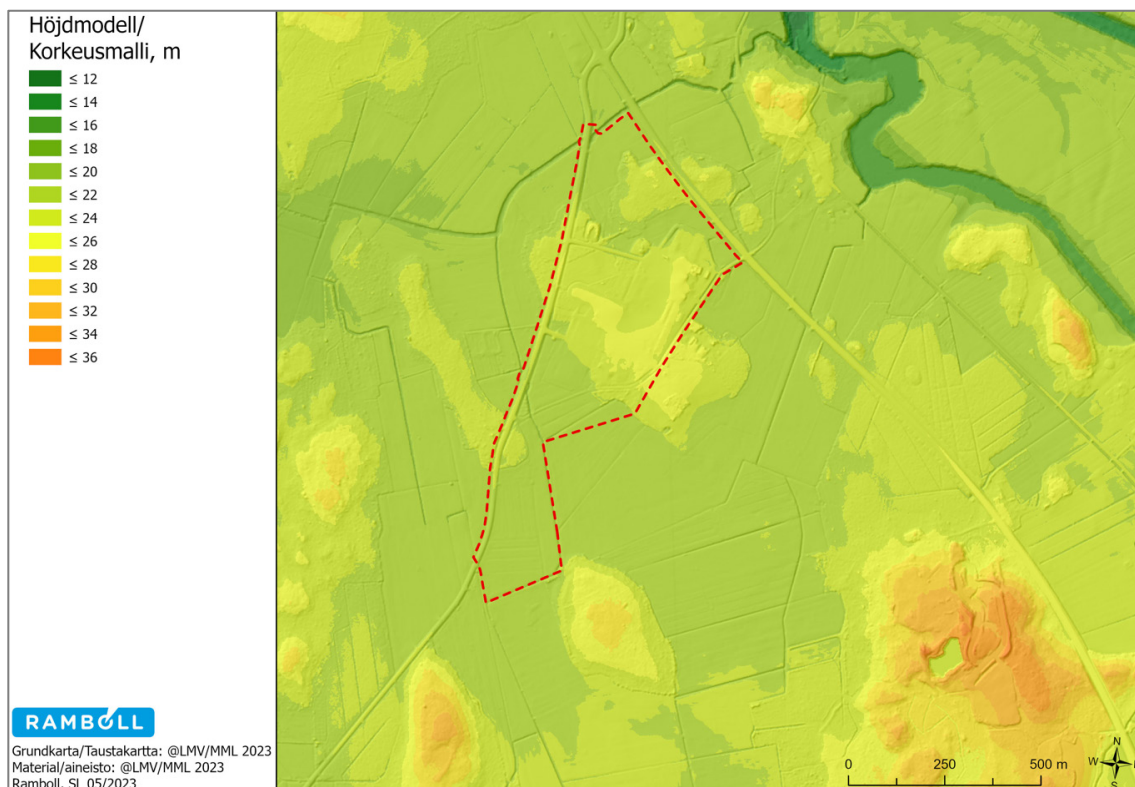 Höjdmodell/
Korkeusmalli, m
≤ 12
≤ 14
≤ 16
≤ 18
≤ 20
≤ 22
≤ 24
≤ 26
≤ 28
≤ 30
≤ 32
≤ 34
≤ 36
RAMBOLL
Grundkarta/Taustakartta: @LMV/MML 2023
Material/aineisto: @LMV/MML 2023
Ramboll, SL 05/2023
0 250 500 m
N
W
S